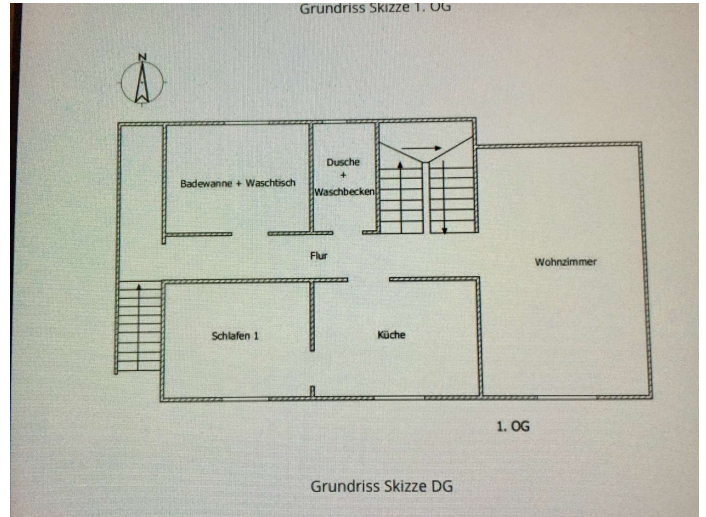 Grundriss Skizze 1. OG
N
Badewanne + Waschtisch
Dusche
+
Waschbecken
Flur
Wohnzimmer
Schlafen 1
Küche
1. OG
Grundriss Skizze DG